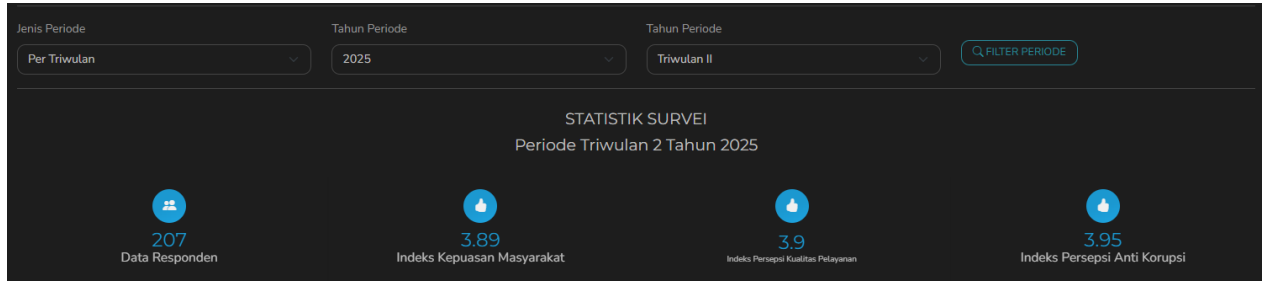 Jenis Periode
Tahun Periode
Tahun Periode
Per Triwulan
2025
Triwulan II
FILTER PERIODE
STATISTIK SURVEI
Periode Triwulan 2 Tahun 2025
207
Data Responden
3.89
Indeks Kepuasan Masyarakat
3.9
Indeks Persepsi Kualitas Pelayanan
3.95
Indeks Persepsi Anti Korupsi